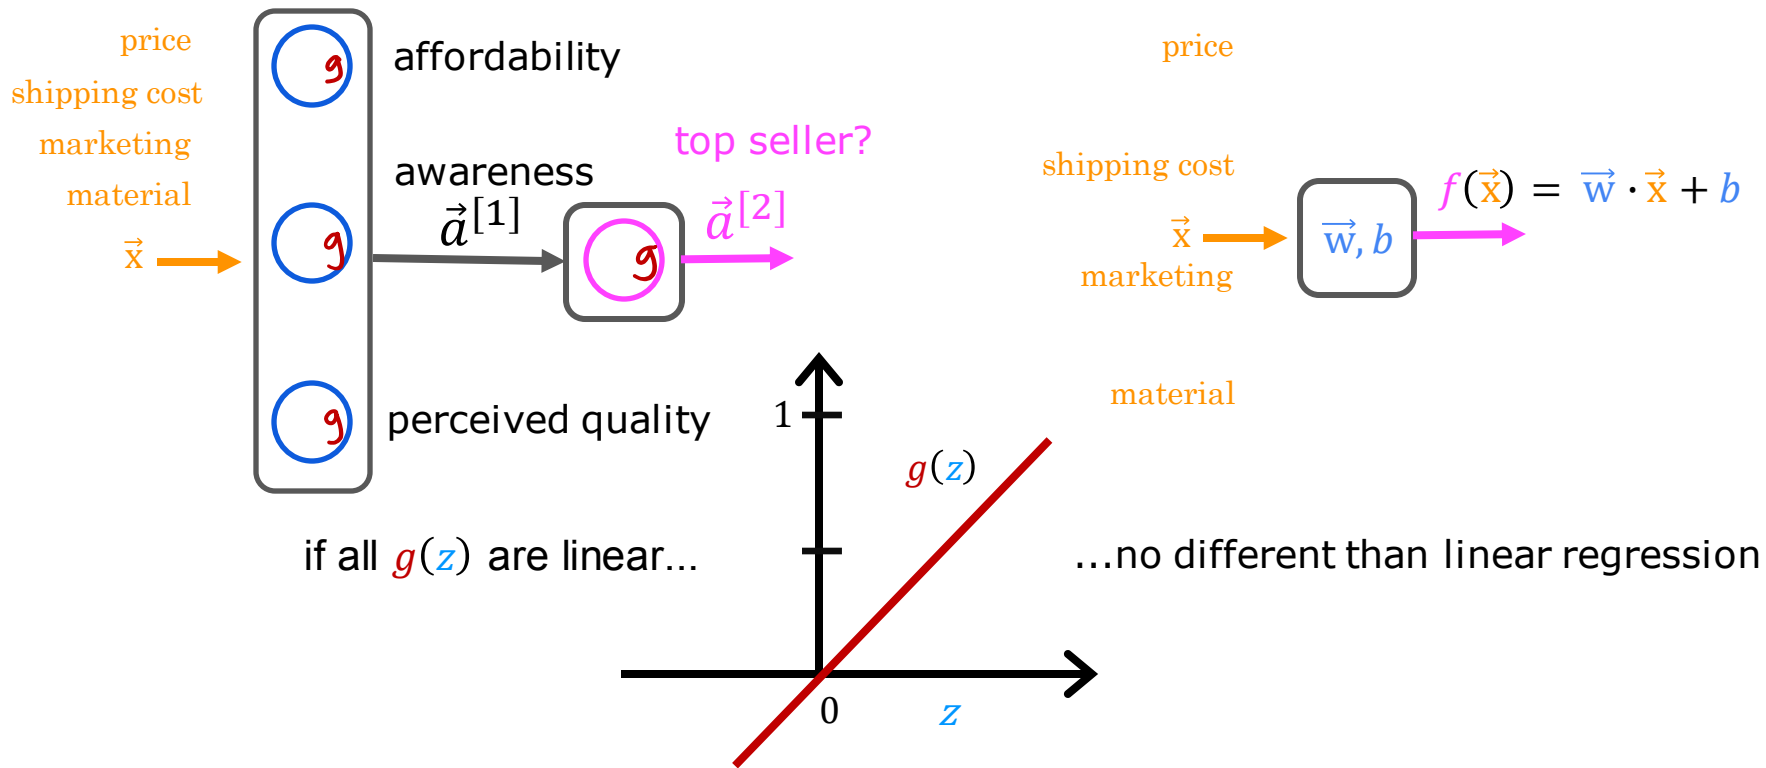 price
shipping cost
marketing
material
x⃗
g
g
g
affordability
awareness
a⃗[1]
perceived quality
g
top seller?
a⃗[2]
if all g(z) are linear...
1
g(z)
0
z
price
shipping cost
x⃗
marketing
material
w⃗, b
f(x⃗) = w⃗ · x⃗ + b
...no different than linear regression